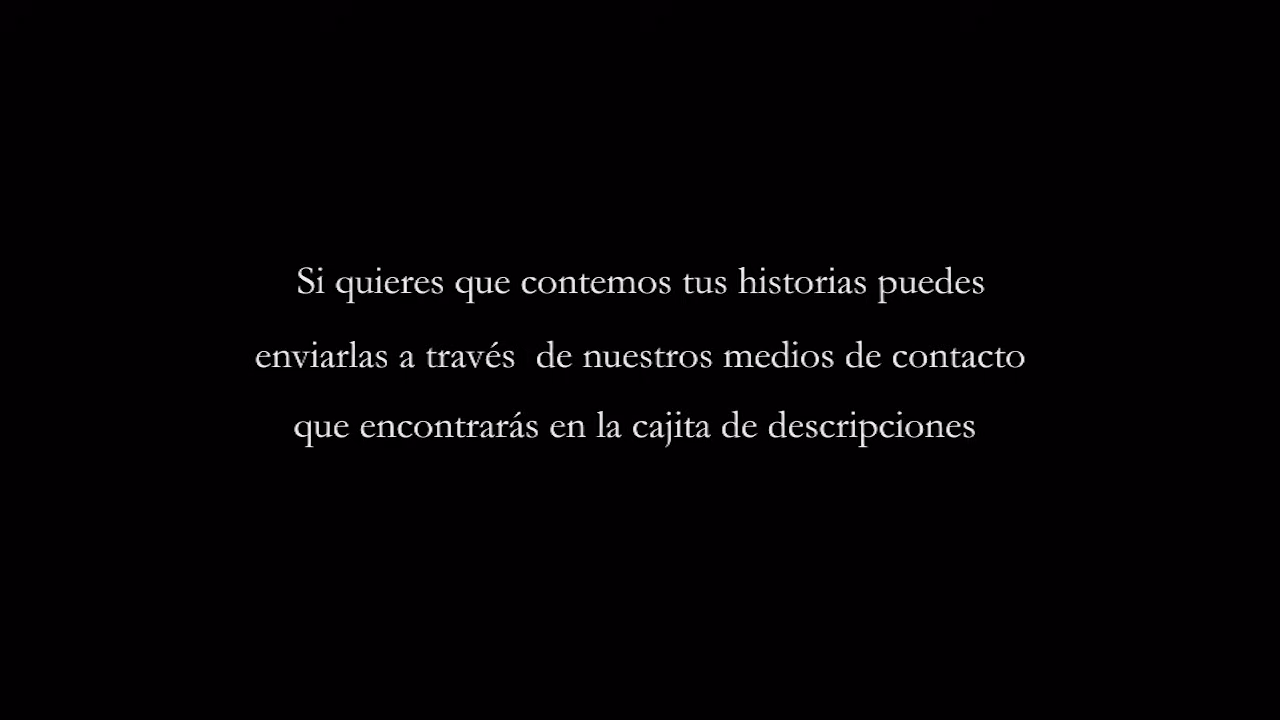 Si quieres que contemos tus historias puedes
enviarlas a través  de nuestros medios de contacto
que encontrarás en la cajita de descripciones